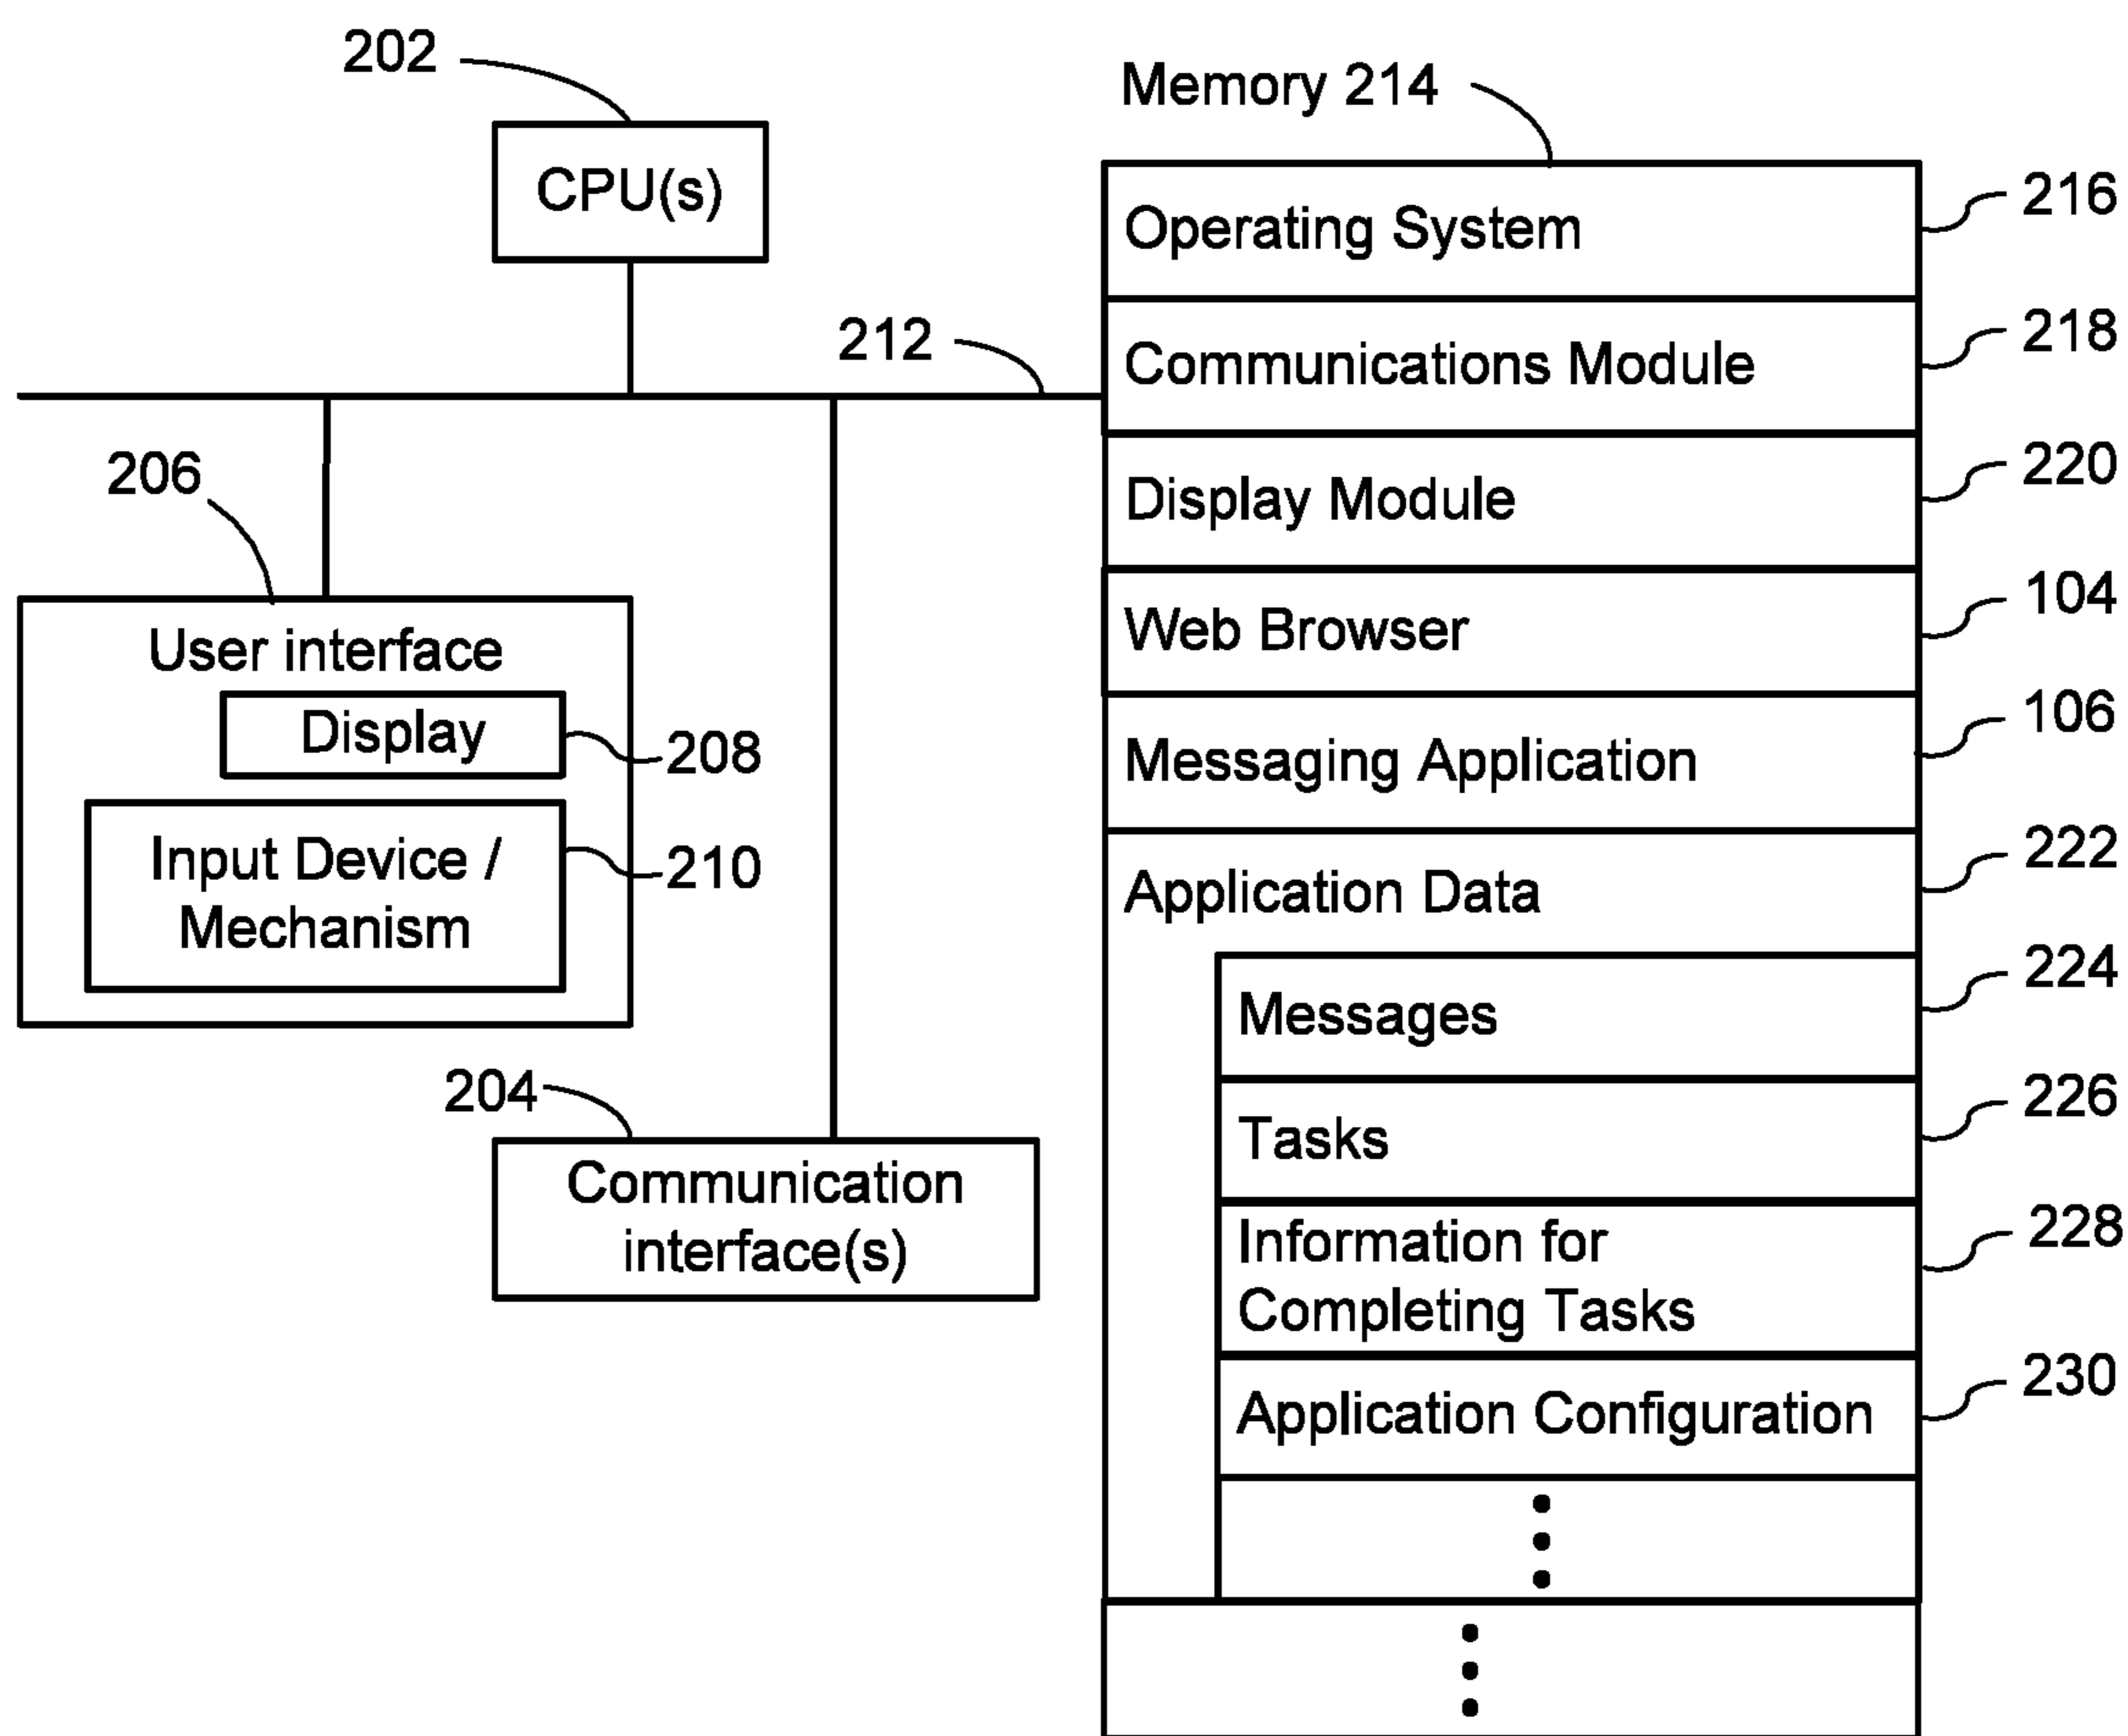 202
CPU(s)
212
206
User interface
Display
208
Input Device /
Mechanism
210
204
Communication
interface(s)
Memory 214
Operating System
216
Communications Module
218
Display Module
220
Web Browser
104
Messaging Application
106
Application Data
222
Messages
224
Tasks
226
Information for
Completing Tasks
228
Application Configuration
230